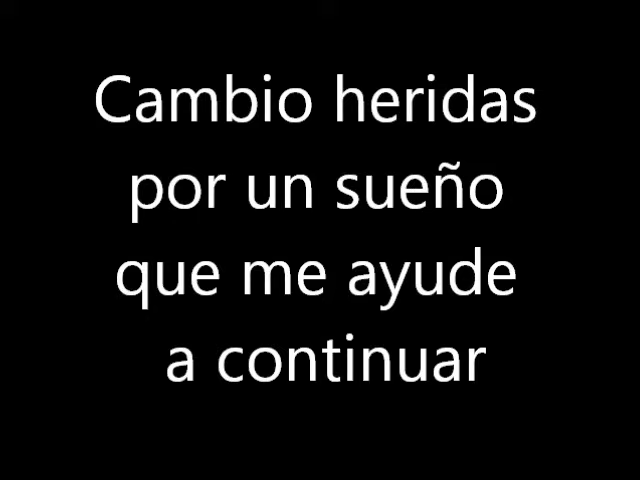 Cambio heridas
por un sueño
que me ayude
a continuar